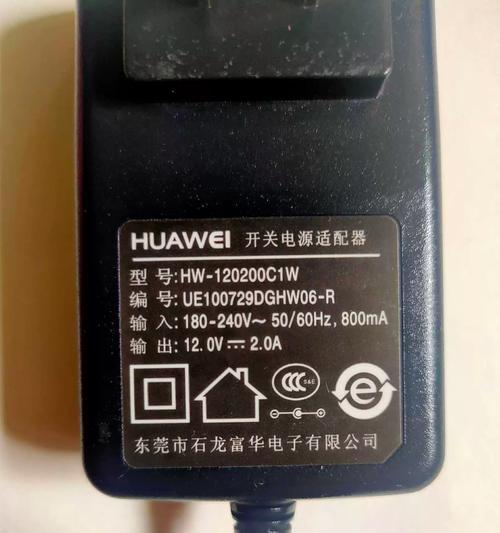 HUAWEI 开关电源适配器
型号:HW-120200C1W
编号:UE100729DGHW06-R
输入:180-240V~ 50/60Hz, 800mA
输出:12.0V⎓2.0A
CCC S&E
e
东莞市石龙富华电子有限公司